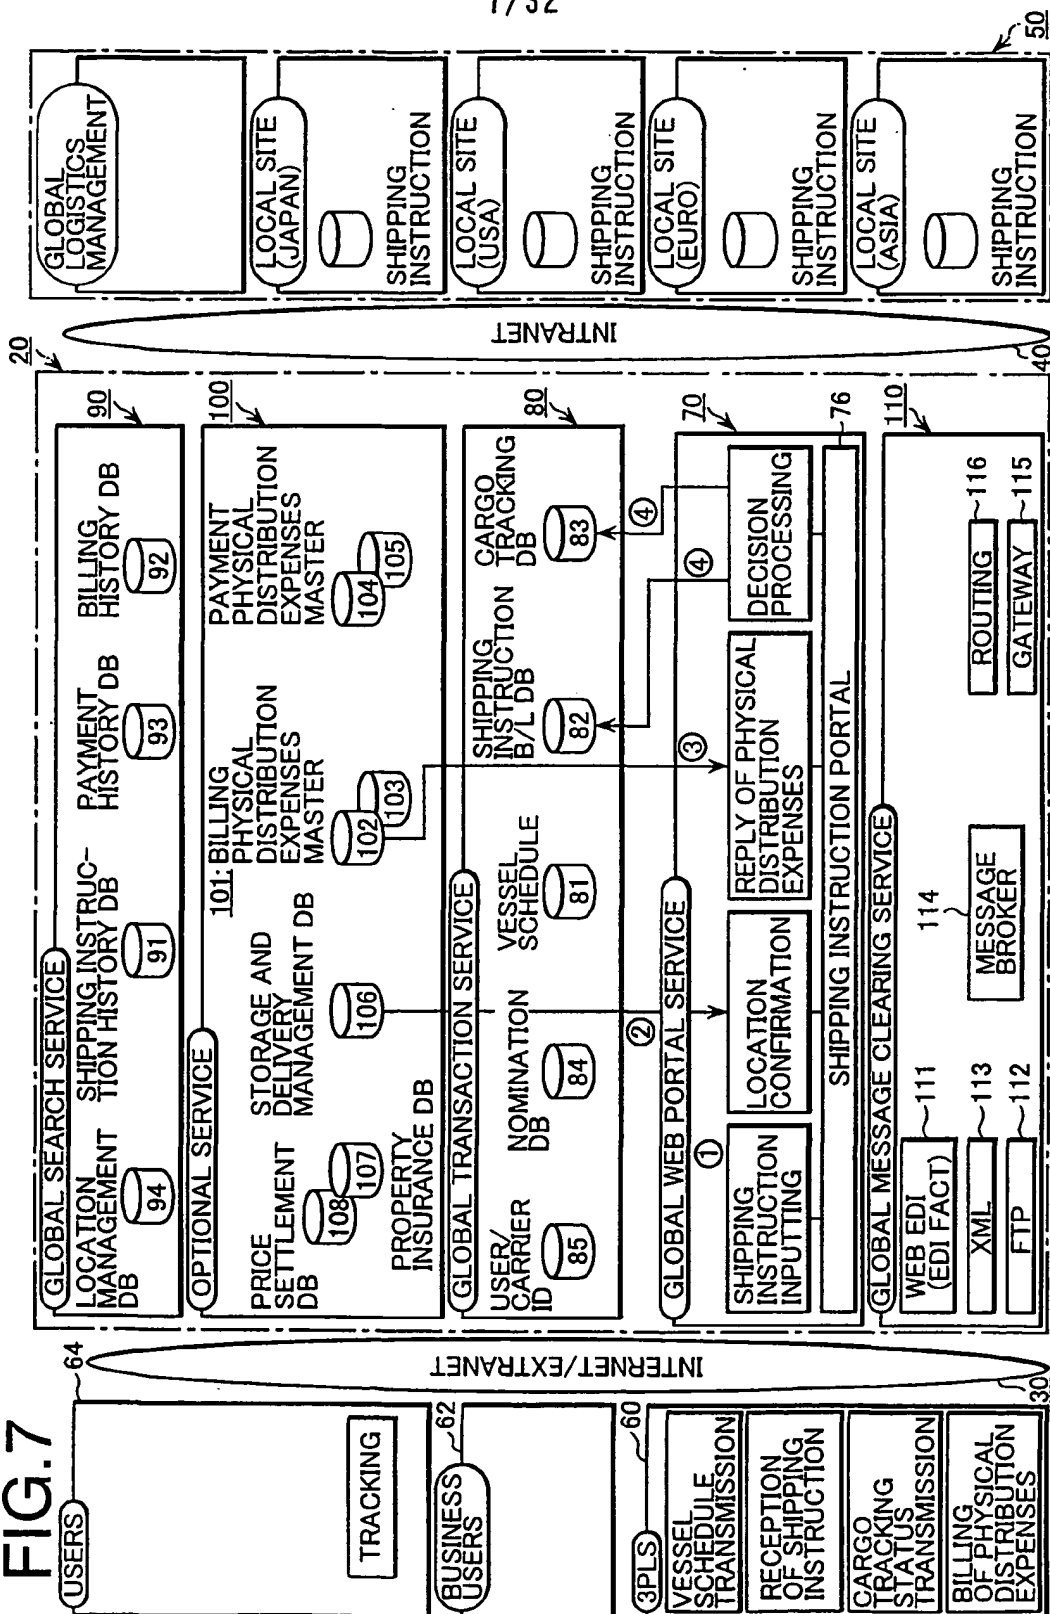 7/32
FIG.7
USERS
64
TRACKING
BUSINESS
USERS
62
3PLS
60
VESSEL
SCHEDULE
TRANSMISSION
RECEPTION
OF SHIPPING
INSTRUCTION
CARGO
TRACKING
STATUS
TRANSMISSION
BILLING
OF PHYSICAL
DISTRIBUTION
EXPENSES
INTERNET/EXTRANET
30
20
GLOBAL SEARCH SERVICE
90
LOCATION
MANAGEMENT
DB
94
SHIPPING INSTRUC-
TION HISTORY DB
91
PAYMENT
HISTORY DB
93
BILLING
HISTORY DB
92
OPTIONAL SERVICE
100
PRICE
SETTLEMENT
DB
108
107
PROPERTY
INSURANCE DB
STORAGE AND
DELIVERY
MANAGEMENT DB
106
101: BILLING
PHYSICAL
DISTRIBUTION
EXPENSES
MASTER
102
103
PAYMENT
PHYSICAL
DISTRIBUTION
EXPENSES
MASTER
104
105
GLOBAL TRANSACTION SERVICE
80
USER/
CARRIER
ID
85
NOMINATION
DB
84
VESSEL
SCHEDULE
81
SHIPPING
INSTRUCTION
B/L DB
82
CARGO
TRACKING
DB
83
GLOBAL WEB PORTAL SERVICE
70
①
②
③
④
④
SHIPPING
INSTRUCTION
INPUTTING
LOCATION
CONFIRMATION
REPLY OF PHYSICAL
DISTRIBUTION
EXPENSES
DECISION
PROCESSING
SHIPPING INSTRUCTION PORTAL
76
GLOBAL MESSAGE CLEARING SERVICE
110
WEB EDI
(EDI FACT)
111
XML
113
FTP
112
114
MESSAGE
BROKER
ROUTING
116
GATEWAY
115
INTRANET
40
50
GLOBAL
LOGISTICS
MANAGEMENT
LOCAL SITE
(JAPAN)
SHIPPING
INSTRUCTION
LOCAL SITE
(USA)
SHIPPING
INSTRUCTION
LOCAL SITE
(EURO)
SHIPPING
INSTRUCTION
LOCAL SITE
(ASIA)
SHIPPING
INSTRUCTION